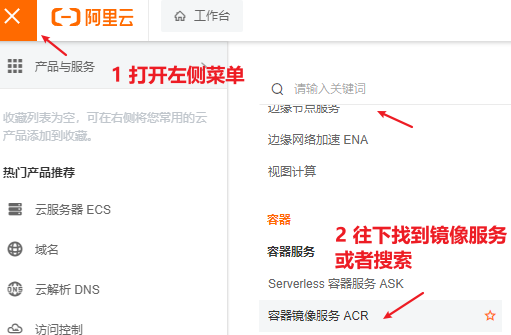 阿里云
工作台
产品与服务
1 打开左侧菜单
收藏列表为空，可在右侧将您常用的云
产品添加到收藏。
热门产品推荐
云服务器 ECS
域名
云解析 DNS
访问控制
请输入关键词
边缘节点服务
边缘网络加速 ENA
视图计算
容器
容器服务
2 往下找到镜像服务
或者搜索
Serverless 容器服务 ASK
容器镜像服务 ACR